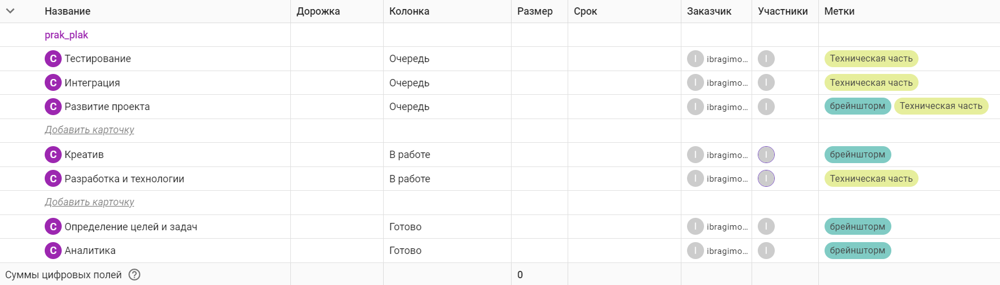 Название Дорожка Колонка Размер Срок Заказчик Участники Метки
prak_plak
C Тестирование Очередь I ibragimo... I Техническая часть
C Интеграция Очередь I ibragimo... I Техническая часть
C Развитие проекта Очередь I ibragimo... I брейншторм Техническая часть
Добавить карточку
C Креатив В работе I ibragimo... I брейншторм
C Разработка и технологии В работе I ibragimo... I Техническая часть
Добавить карточку
C Определение целей и задач Готово I ibragimo... I брейншторм
C Аналитика Готово I ibragimo... I брейншторм
Суммы цифровых полей ? 0